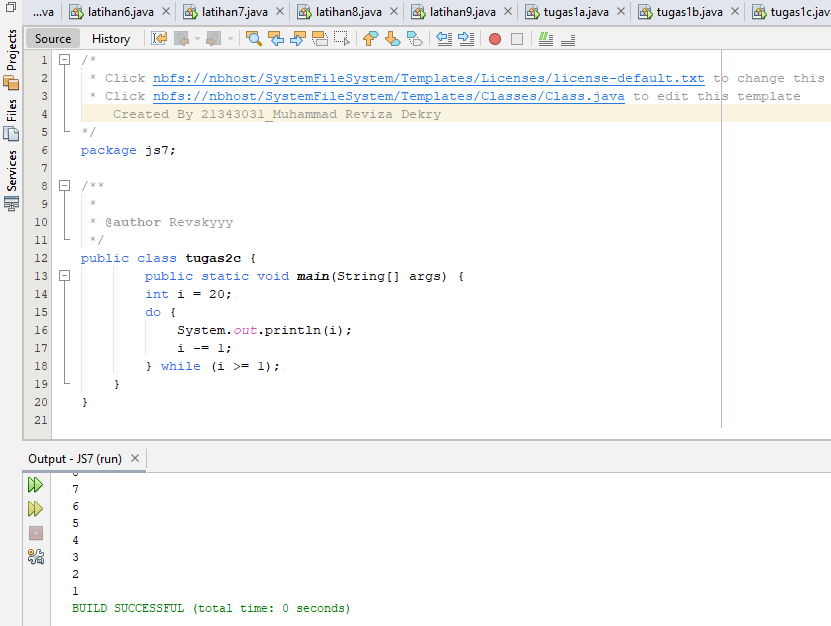 ...va latihan6.java latihan7.java latihan8.java latihan9.java tugas1a.java tugas1b.java tugas1c.jav
Projects
Files
Services
Source History
1 /*
2 * Click nbfs://nbhost/SystemFileSystem/Templates/Licenses/license-default.txt to change this
3 * Click nbfs://nbhost/SystemFileSystem/Templates/Classes/Class.java to edit this template
4 Created By 21343031_Muhammad Reviza Dekry
5 */
6 package js7;
7
8 /**
9 *
10 * @author Revskyyy
11 */
12 public class tugas2c {
13 public static void main(String[] args) {
14 int i = 20;
15 do {
16 System.out.println(i);
17 i -= 1;
18 } while (i >= 1);
19 }
20 }
21
Output - JS7 (run)
7
6
5
4
3
2
1
BUILD SUCCESSFUL (total time: 0 seconds)